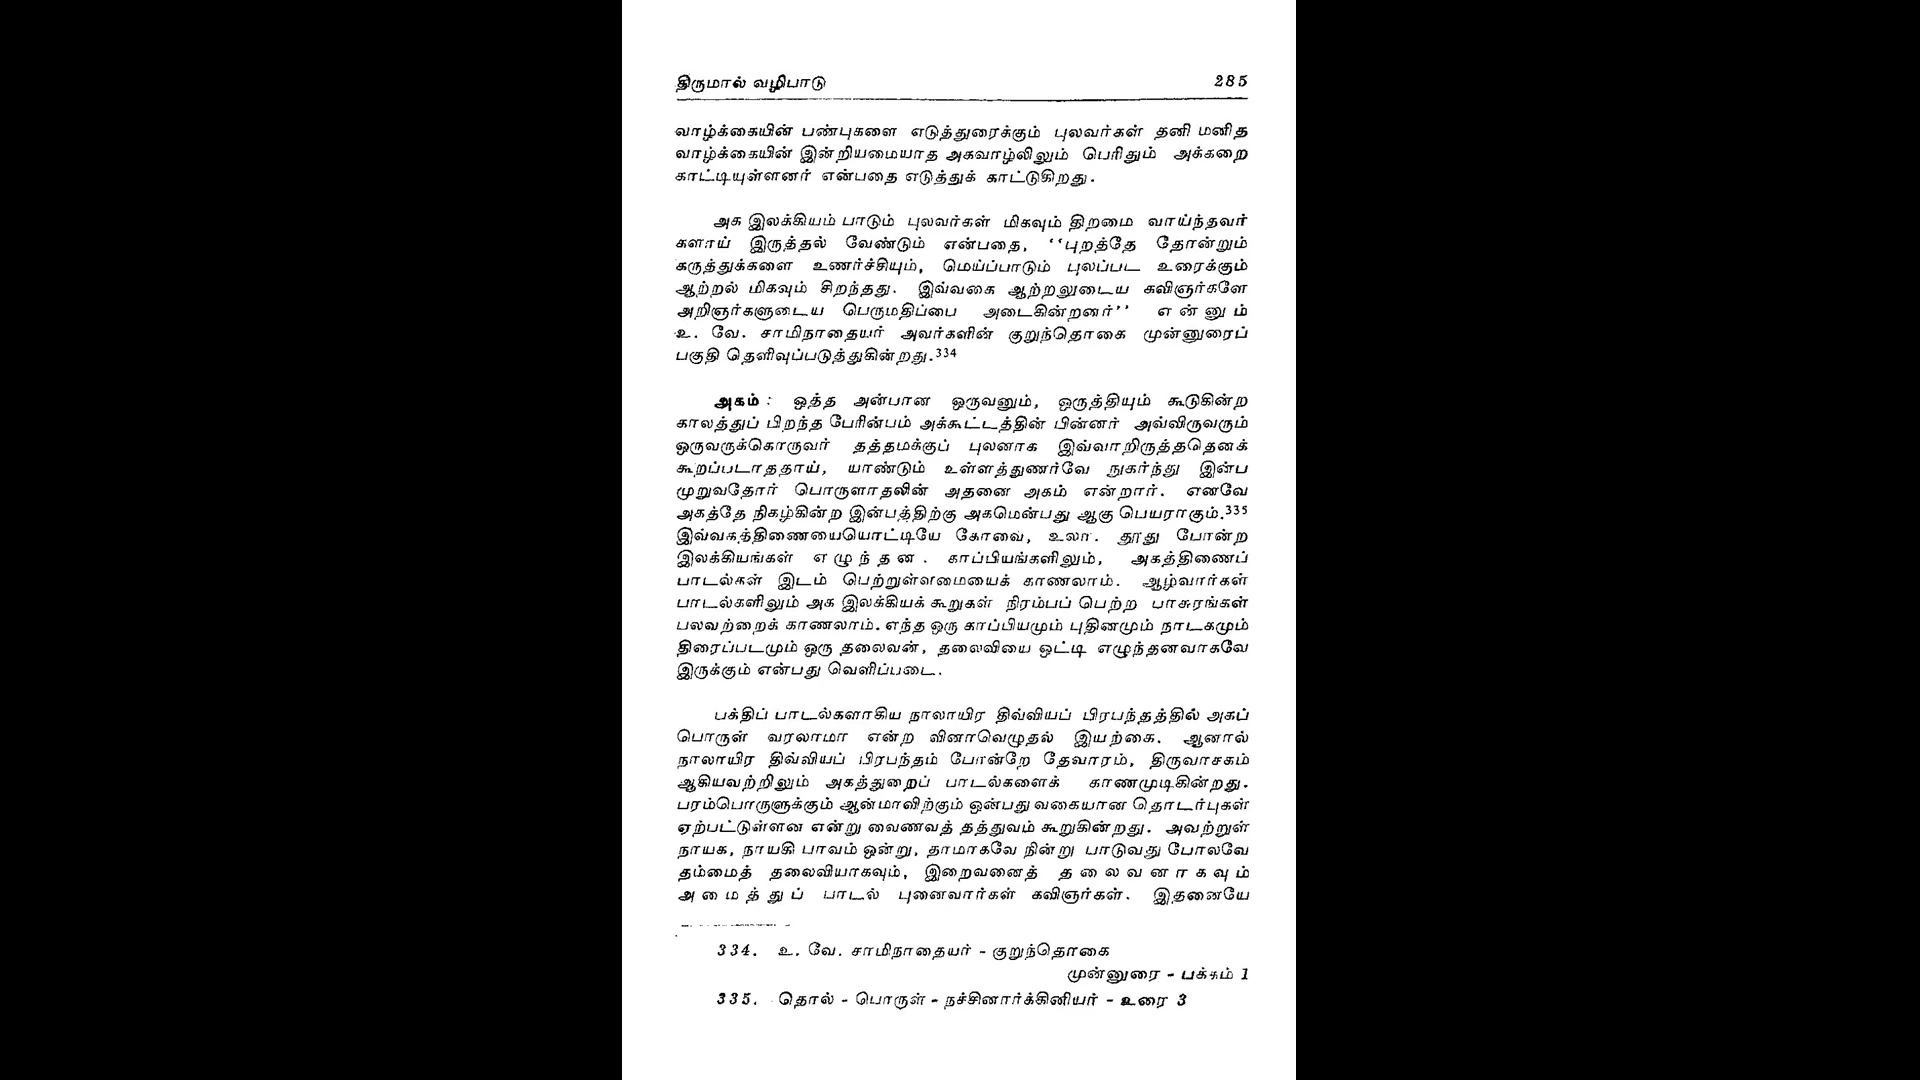 திருமால் வழிபாடு 285
வாழ்க்கையின் பண்புகளை எடுத்துரைக்கும் புலவர்கள் தனி மனித
வாழ்க்கையின் இன்றியமையாத அகவாழ்விலும் பெரிதும் அக்கறை
காட்டியுள்ளனர் என்பதை எடுத்துக் காட்டுகிறது.
அக இலக்கியம் பாடும் புலவர்கள் மிகவும் திறமை வாய்ந்தவர்
களாய் இருத்தல் வேண்டும் என்பதை, ‘‘புறத்தே தோன்றும்
கருத்துக்களை உணர்ச்சியும், மெய்ப்பாடும் புலப்பட உரைக்கும்
ஆற்றல் மிகவும் சிறந்தது. இவ்வகை ஆற்றலுடைய கவிஞர்களே
அறிஞர்களுடைய பெருமதிப்பை அடைகின்றனர்’’ என்னும்
உ. வே. சாமிநாதையர் அவர்களின் குறுந்தொகை முன்னுரைப்
பகுதி தெளிவுப்படுத்துகின்றது.334
அகம் : ஒத்த அன்பான ஒருவனும், ஒருத்தியும் கூடுகின்ற
காலத்துப் பிறந்த பேரின்பம் அக்கூட்டத்தின் பின்னர் அவ்விருவரும்
ஒருவருக்கொருவர் தத்தமக்குப் புலனாக இவ்வாறிருத்ததெனக்
கூறப்படாததாய், யாண்டும் உள்ளத்துணர்வே நுகர்ந்து இன்ப
முறுவதோர் பொருளாதலின் அதனை அகம் என்றார். எனவே
அகத்தே நிகழ்கின்ற இன்பத்திற்கு அகமென்பது ஆகு பெயராகும்.335
இவ்வகத்திணையையொட்டியே கோவை, உலா. தூது போன்ற
இலக்கியங்கள் எழுந்தன. காப்பியங்களிலும், அகத்திணைப்
பாடல்கள் இடம் பெற்றுள்ளமையைக் காணலாம். ஆழ்வார்கள்
பாடல்களிலும் அக இலக்கியக் கூறுகள் நிரம்பப் பெற்ற பாசுரங்கள்
பலவற்றைக் காணலாம். எந்த ஒரு காப்பியமும் புதினமும் நாடகமும்
திரைப்படமும் ஒரு தலைவன், தலைவியை ஒட்டி எழுந்தனவாகவே
இருக்கும் என்பது வெளிப்படை.
பக்திப் பாடல்களாகிய நாலாயிர திவ்வியப் பிரபந்தத்தில் அகப்
பொருள் வரலாமா என்ற வினாவெழுதல் இயற்கை. ஆனால்
நாலாயிர திவ்வியப் பிரபந்தம் போன்றே தேவாரம், திருவாசகம்
ஆகியவற்றிலும் அகத்துறைப் பாடல்களைக் காணமுடிகின்றது.
பரம்பொருளுக்கும் ஆன்மாவிற்கும் ஒன்பது வகையான தொடர்புகள்
ஏற்பட்டுள்ளன என்று வைணவத் தத்துவம் கூறுகின்றது. அவற்றுள்
நாயக, நாயகி பாவம் ஒன்று, தாமாகவே நின்று பாடுவது போலவே
தம்மைத் தலைவியாகவும், இறைவனைத் தலைவனாகவும்
அமைத்துப் பாடல் புனைவார்கள் கவிஞர்கள். இதனையே
334. உ. வே. சாமிநாதையர் - குறுந்தொகை
முன்னுரை - பக்கம் 1
335. தொல் - பொருள் - நச்சினார்க்கினியர் - உரை 3